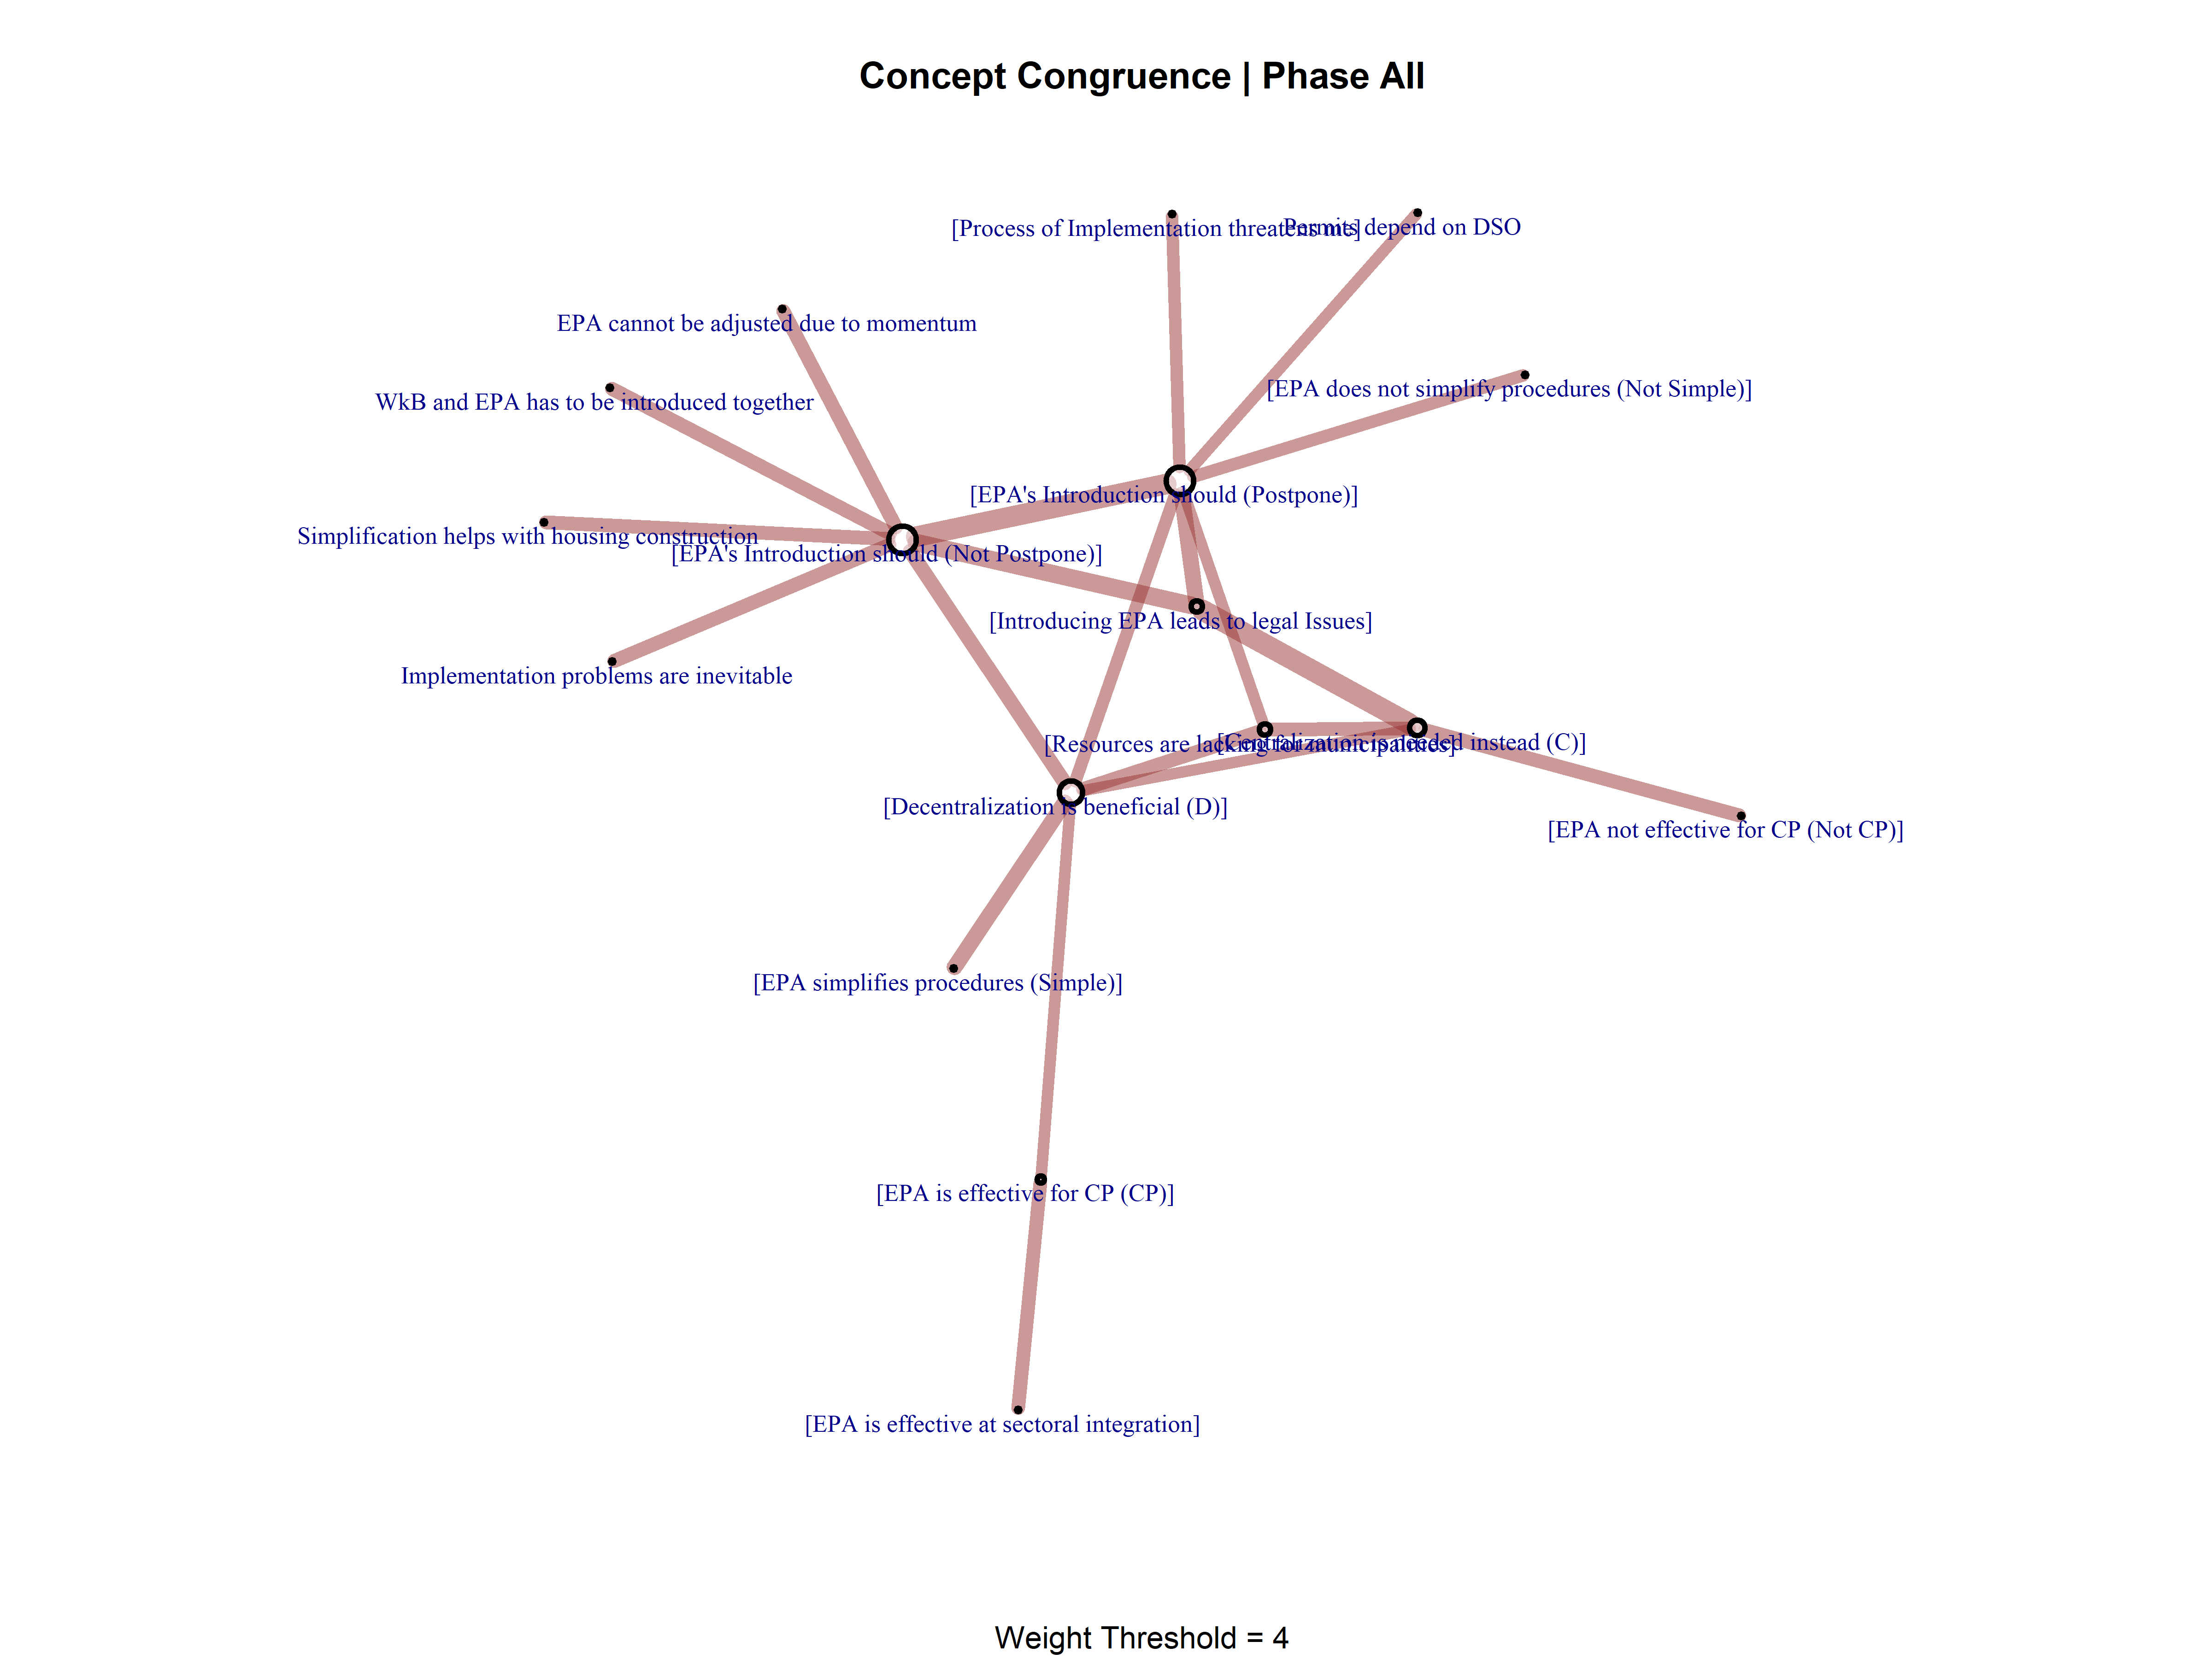 Concept Congruence | Phase All
[Process of Implementation threatens me]
Permits depend on DSO
EPA cannot be adjusted due to momentum
[EPA does not simplify procedures (Not Simple)]
WkB and EPA has to be introduced together
[EPA's Introduction should (Postpone)]
Simplification helps with housing construction
[EPA's Introduction should (Not Postpone)]
[Introducing EPA leads to legal Issues]
Implementation problems are inevitable
[Resources are lacking for municipalities]
[Centralization is needed instead (C)]
[Decentralization is beneficial (D)]
[EPA not effective for CP (Not CP)]
[EPA simplifies procedures (Simple)]
[EPA is effective for CP (CP)]
[EPA is effective at sectoral integration]
Weight Threshold = 4